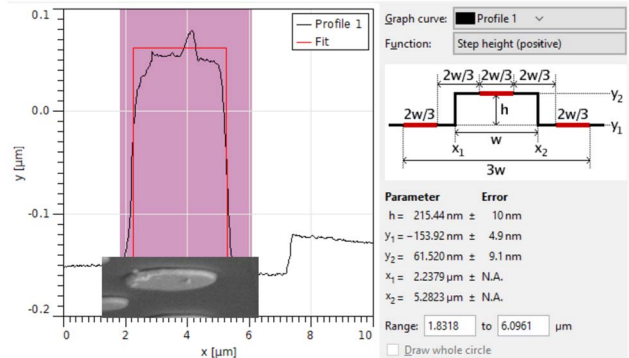 0.1
0.0
-0.1
-0.2
y [µm]
0
2
4
6
8
10
x [µm]
Profile 1
Fit
Graph curve: Profile 1
Function: Step height (positive)
2w/3 2w/3 2w/3
y₂
h
2w/3 2w/3
y₁
x₁ w x₂
3w
Parameter Error
h = 215.44 nm ± 10 nm
y₁ = −153.92 nm ± 4.9 nm
y₂ = 61.520 nm ± 9.1 nm
x₁ = 2.2379 µm ± N.A.
x₂ = 5.2823 µm ± N.A.
Range: 1.8318 to 6.0961 µm
Draw whole circle